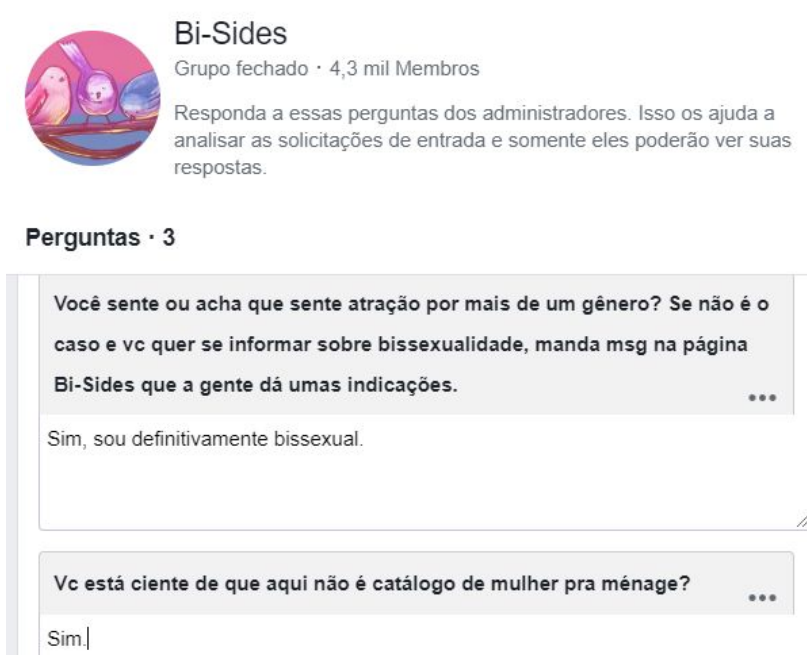 Bi-Sides
Grupo fechado · 4,3 mil Membros
Responda a essas perguntas dos administradores. Isso os ajuda a
analisar as solicitações de entrada e somente eles poderão ver suas
respostas.
Perguntas · 3
Você sente ou acha que sente atração por mais de um gênero? Se não é o
caso e vc quer se informar sobre bissexualidade, manda msg na página
Bi-Sides que a gente dá umas indicações.
Sim, sou definitivamente bissexual.
Vc está ciente de que aqui não é catálogo de mulher pra ménage?
Sim.